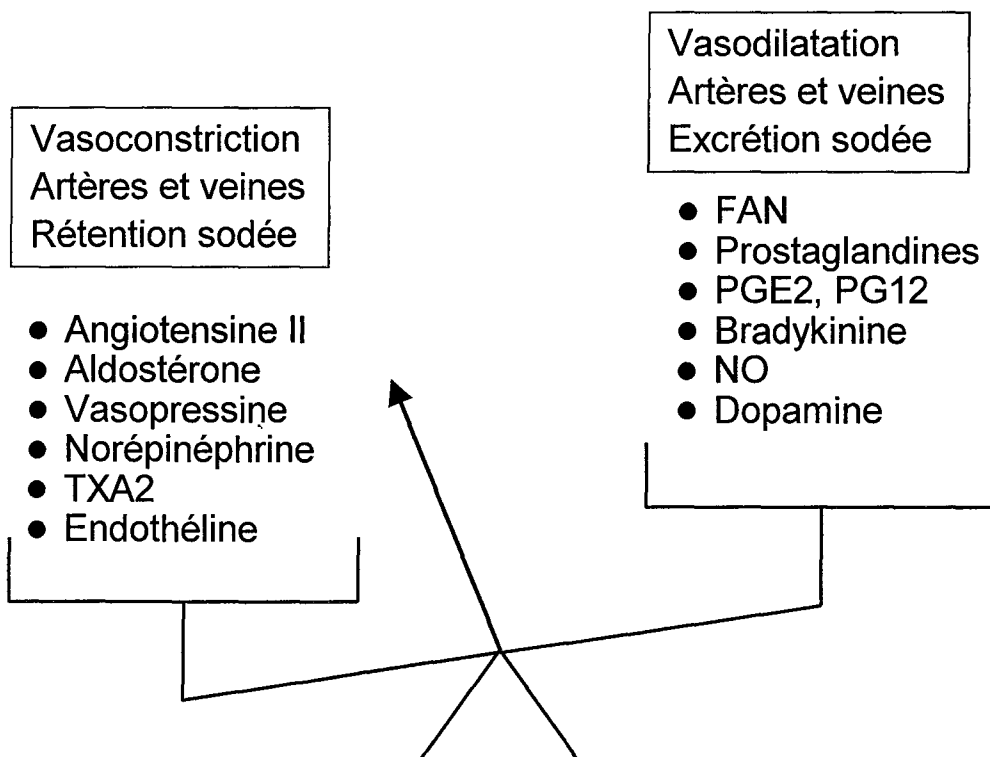 Vasoconstriction
Artères et veines
Rétention sodée
● Angiotensine II
● Aldostérone
● Vasopressine
● Norépinéphrine
● TXA2
● Endothéline
Vasodilatation
Artères et veines
Excrétion sodée
● FAN
● Prostaglandines
● PGE2, PG12
● Bradykinine
● NO
● Dopamine